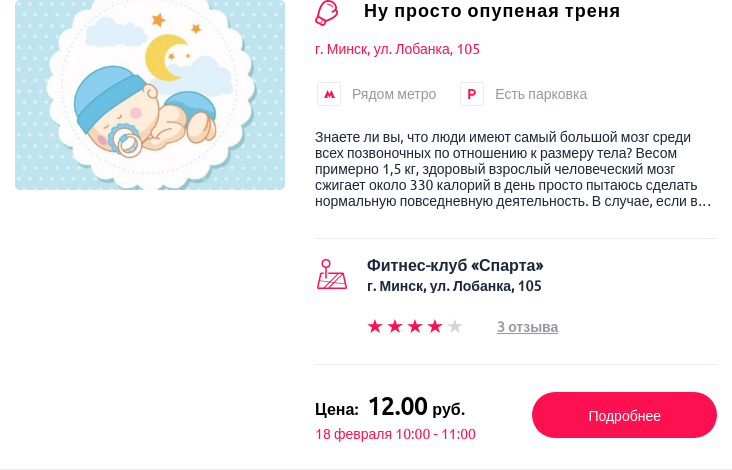 Ну просто опупеная треня
г. Минск, ул. Лобанка, 105
Рядом метро
P Есть парковка
Знаете ли вы, что люди имеют самый большой мозг среди
всех позвоночных по отношению к размеру тела? Весом
примерно 1,5 кг, здоровый взрослый человеческий мозг
сжигает около 330 калорий в день просто пытаюсь сделать
нормальную повседневную деятельность. В случае, если в...
Фитнес-клуб «Спарта»
г. Минск, ул. Лобанка, 105
3 отзыва
Цена: 12.00 руб.
18 февраля 10:00 - 11:00
Подробнее